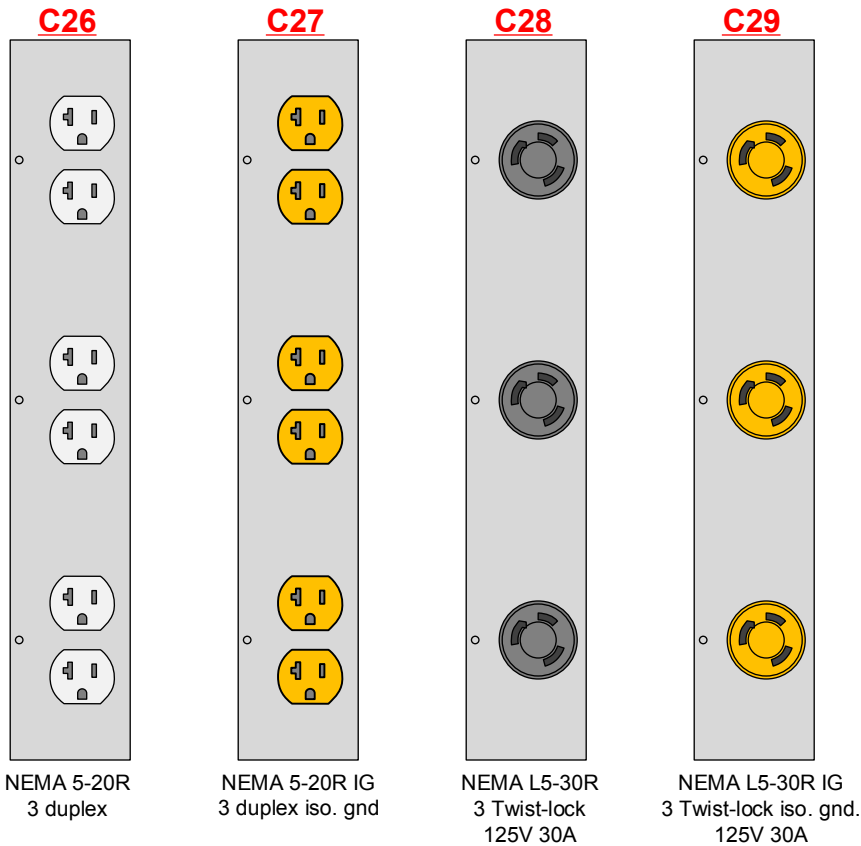 C26
C27
C28
C29
NEMA 5-20R
3 duplex
NEMA 5-20R IG
3 duplex iso. gnd
NEMA L5-30R
3 Twist-lock
125V 30A
NEMA L5-30R IG
3 Twist-lock iso. gnd.
125V 30A